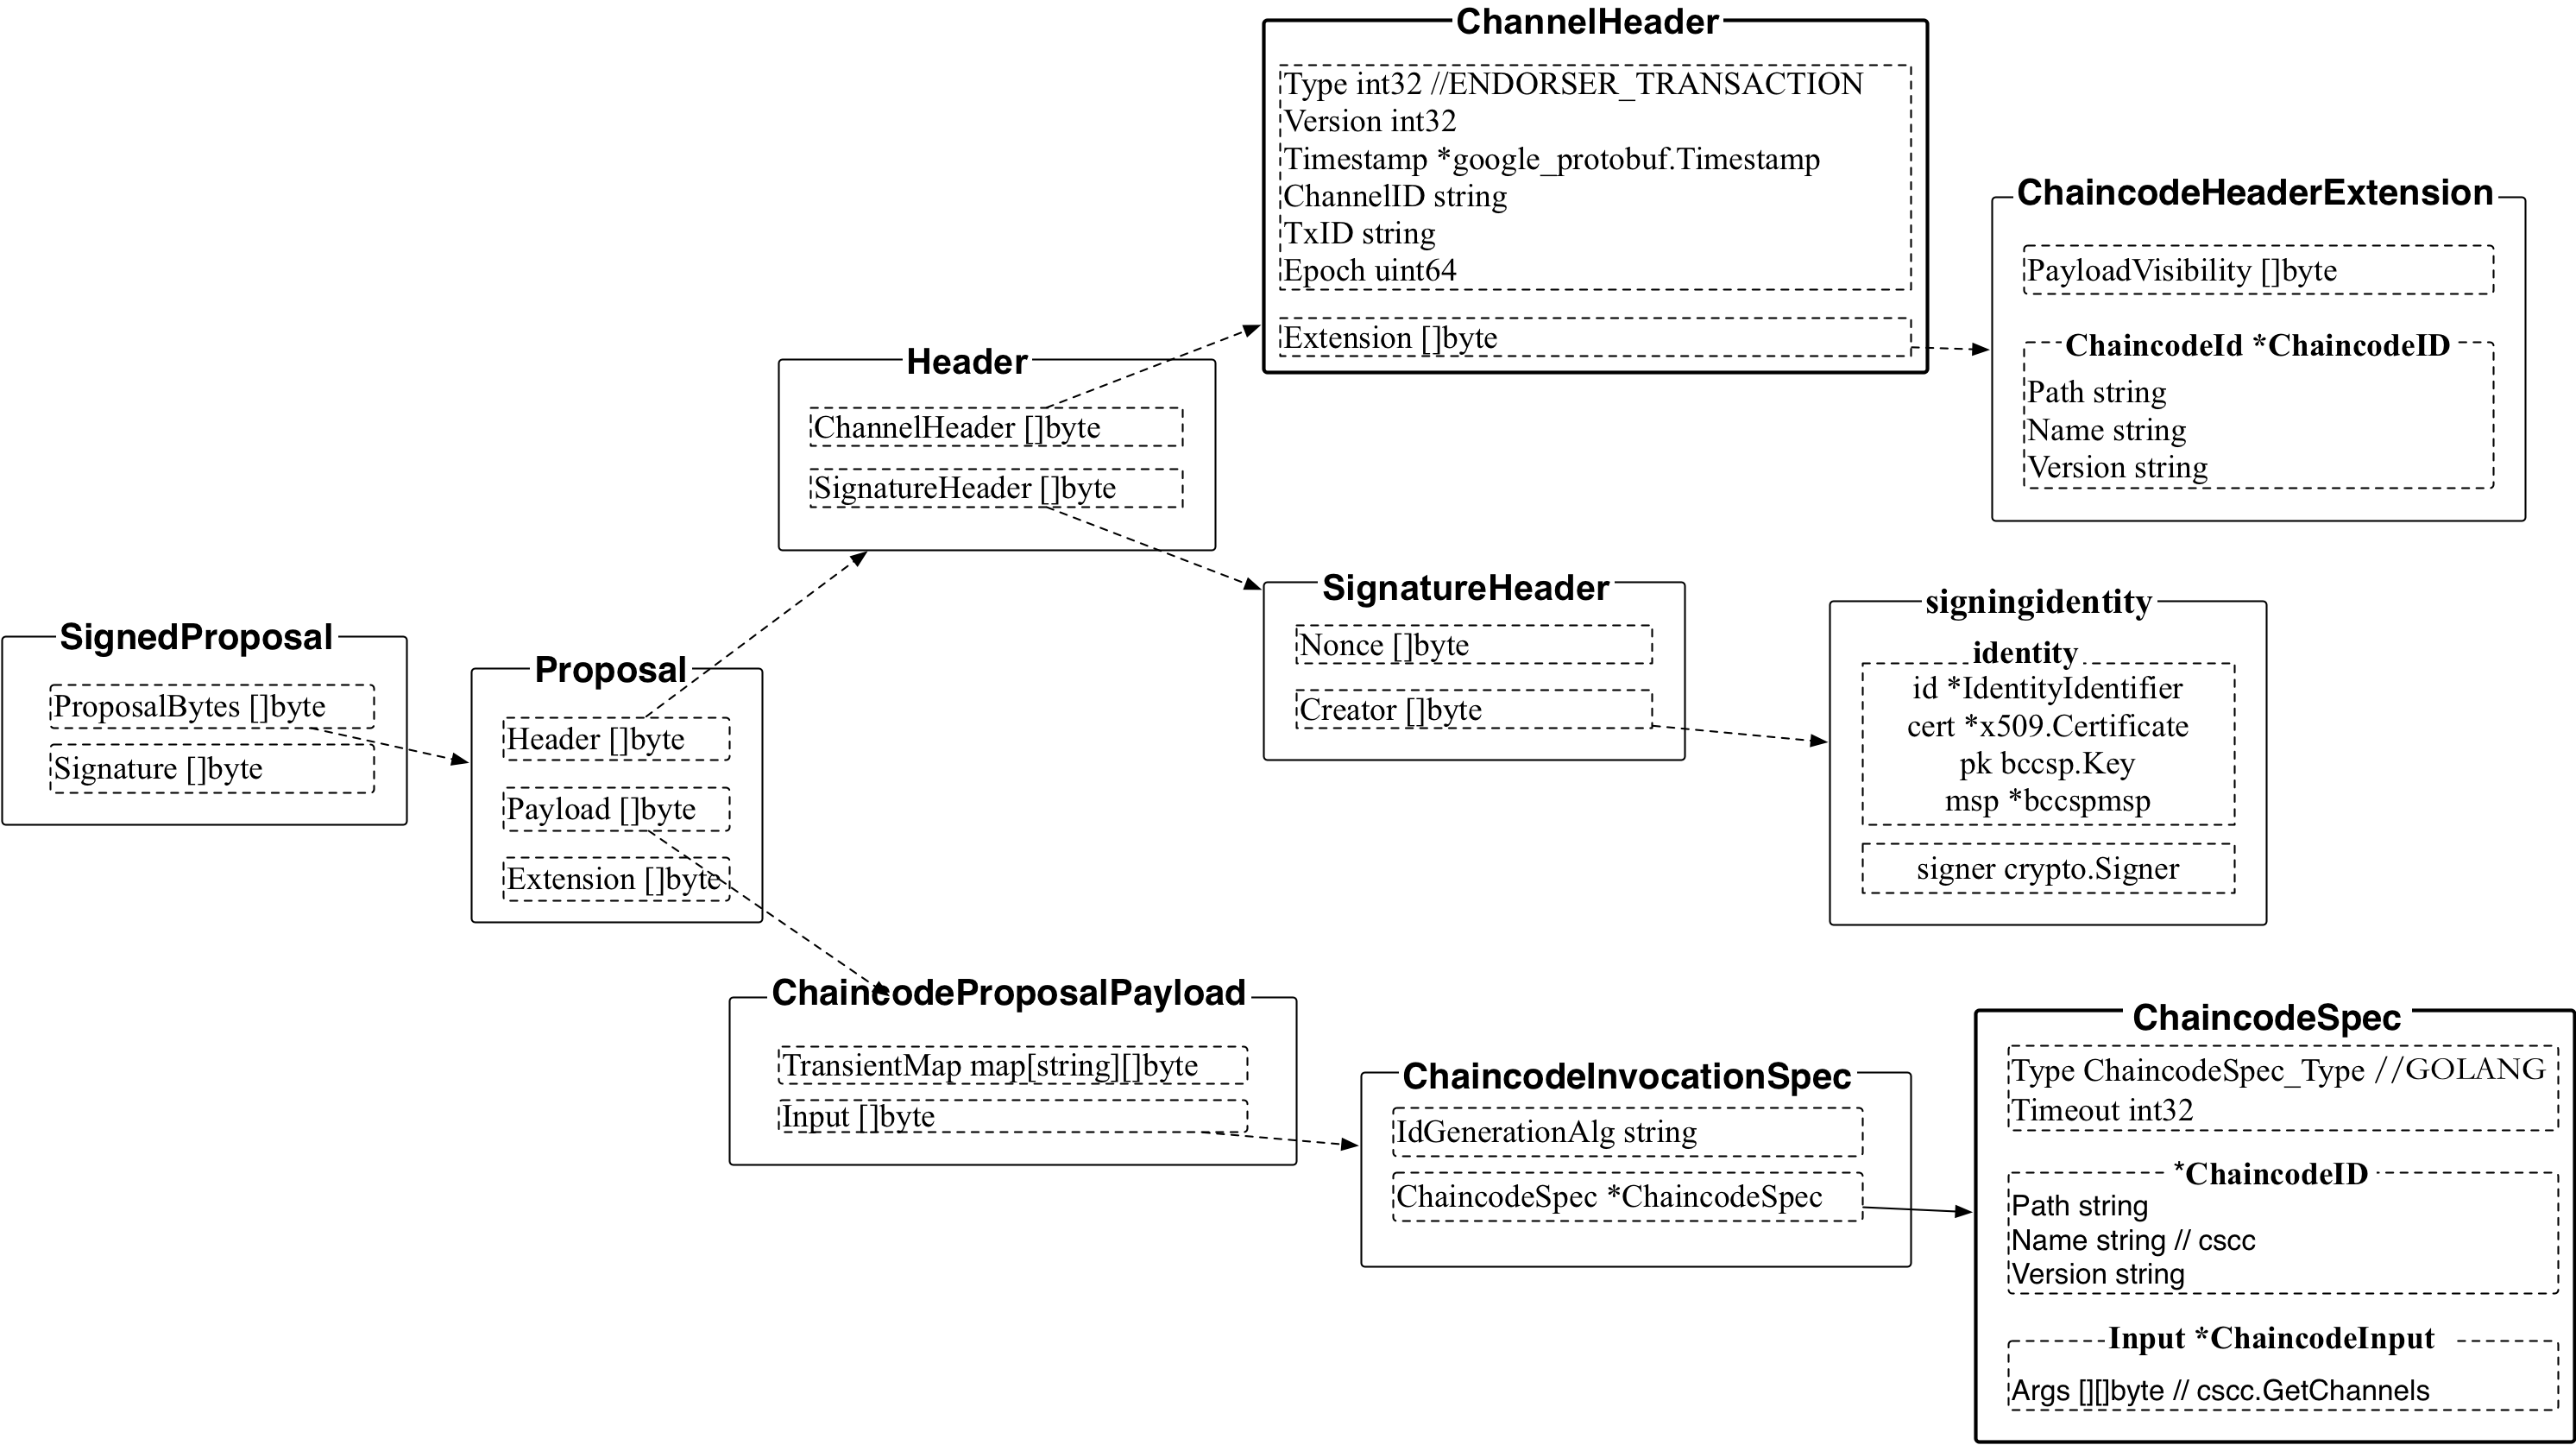 SignedProposal
ProposalBytes []byte
Signature []byte
Proposal
Header []byte
Payload []byte
Extension []byte
Header
ChannelHeader []byte
SignatureHeader []byte
ChannelHeader
Type int32 //ENDORSER_TRANSACTION
Version int32
Timestamp *google_protobuf.Timestamp
ChannelID string
TxID string
Epoch uint64
Extension []byte
ChaincodeHeaderExtension
PayloadVisibility []byte
ChaincodeId *ChaincodeID
Path string
Name string
Version string
SignatureHeader
Nonce []byte
Creator []byte
signingidentity
identity
id *IdentityIdentifier
cert *x509.Certificate
pk bccsp.Key
msp *bccspmsp
signer crypto.Signer
ChaincodeProposalPayload
TransientMap map[string][]byte
Input []byte
ChaincodeInvocationSpec
IdGenerationAlg string
ChaincodeSpec *ChaincodeSpec
ChaincodeSpec
Type ChaincodeSpec_Type //GOLANG
Timeout int32
*ChaincodeID
Path string
Name string // cscc
Version string
Input *ChaincodeInput
Args [][]byte // cscc.GetChannels